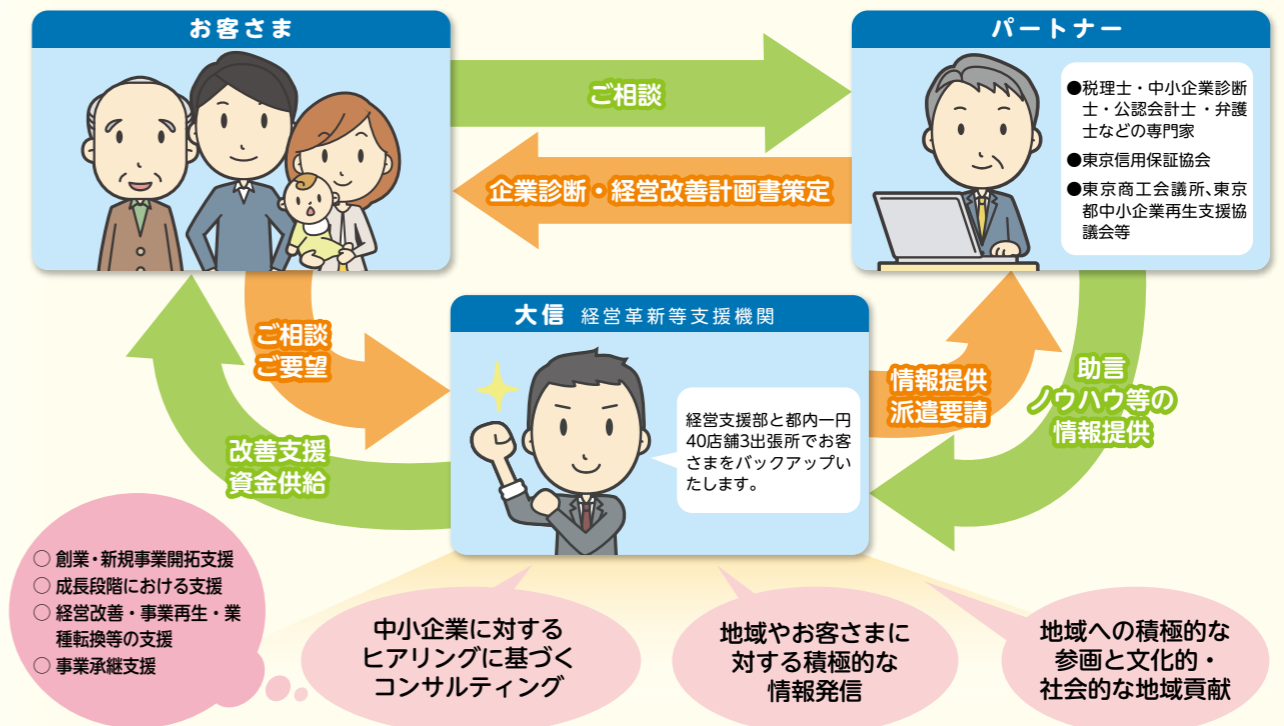 お客さま
パートナー
●税理士・中小企業診断
士・公認会計士・弁護
士などの専門家
●東京信用保証協会
●東京商工会議所、東京
都中小企業再生支援協
議会等
ご相談
企業診断・経営改善計画書策定
ご相談
ご要望
大信 経営革新等支援機関
経営支援部と都内一円
40店舗3出張所でお客
さまをバックアップい
たします。
情報提供
派遣要請
助言
ノウハウ等の
情報提供
改善支援
資金供給
○ 創業・新規事業開拓支援
○ 成長段階における支援
○ 経営改善・事業再生・業
種転換等の支援
○ 事業承継支援
中小企業に対する
ヒアリングに基づく
コンサルティング
地域やお客さまに
対する積極的な
情報発信
地域への積極的な
参画と文化的・
社会的な地域貢献